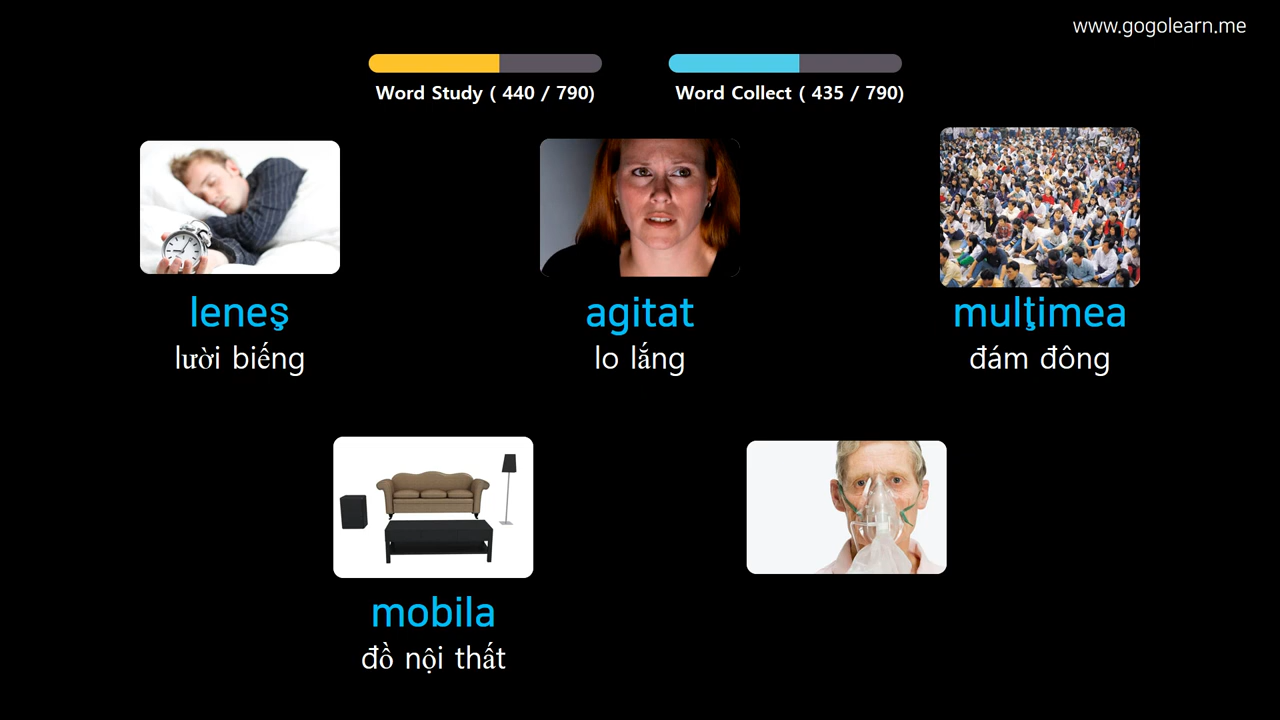 www.gogolearn.me
Word Study ( 440 / 790)
Word Collect ( 435 / 790)
leneş
lười biếng
agitat
lo lắng
mulţimea
đám đông
mobila
đồ nội thất